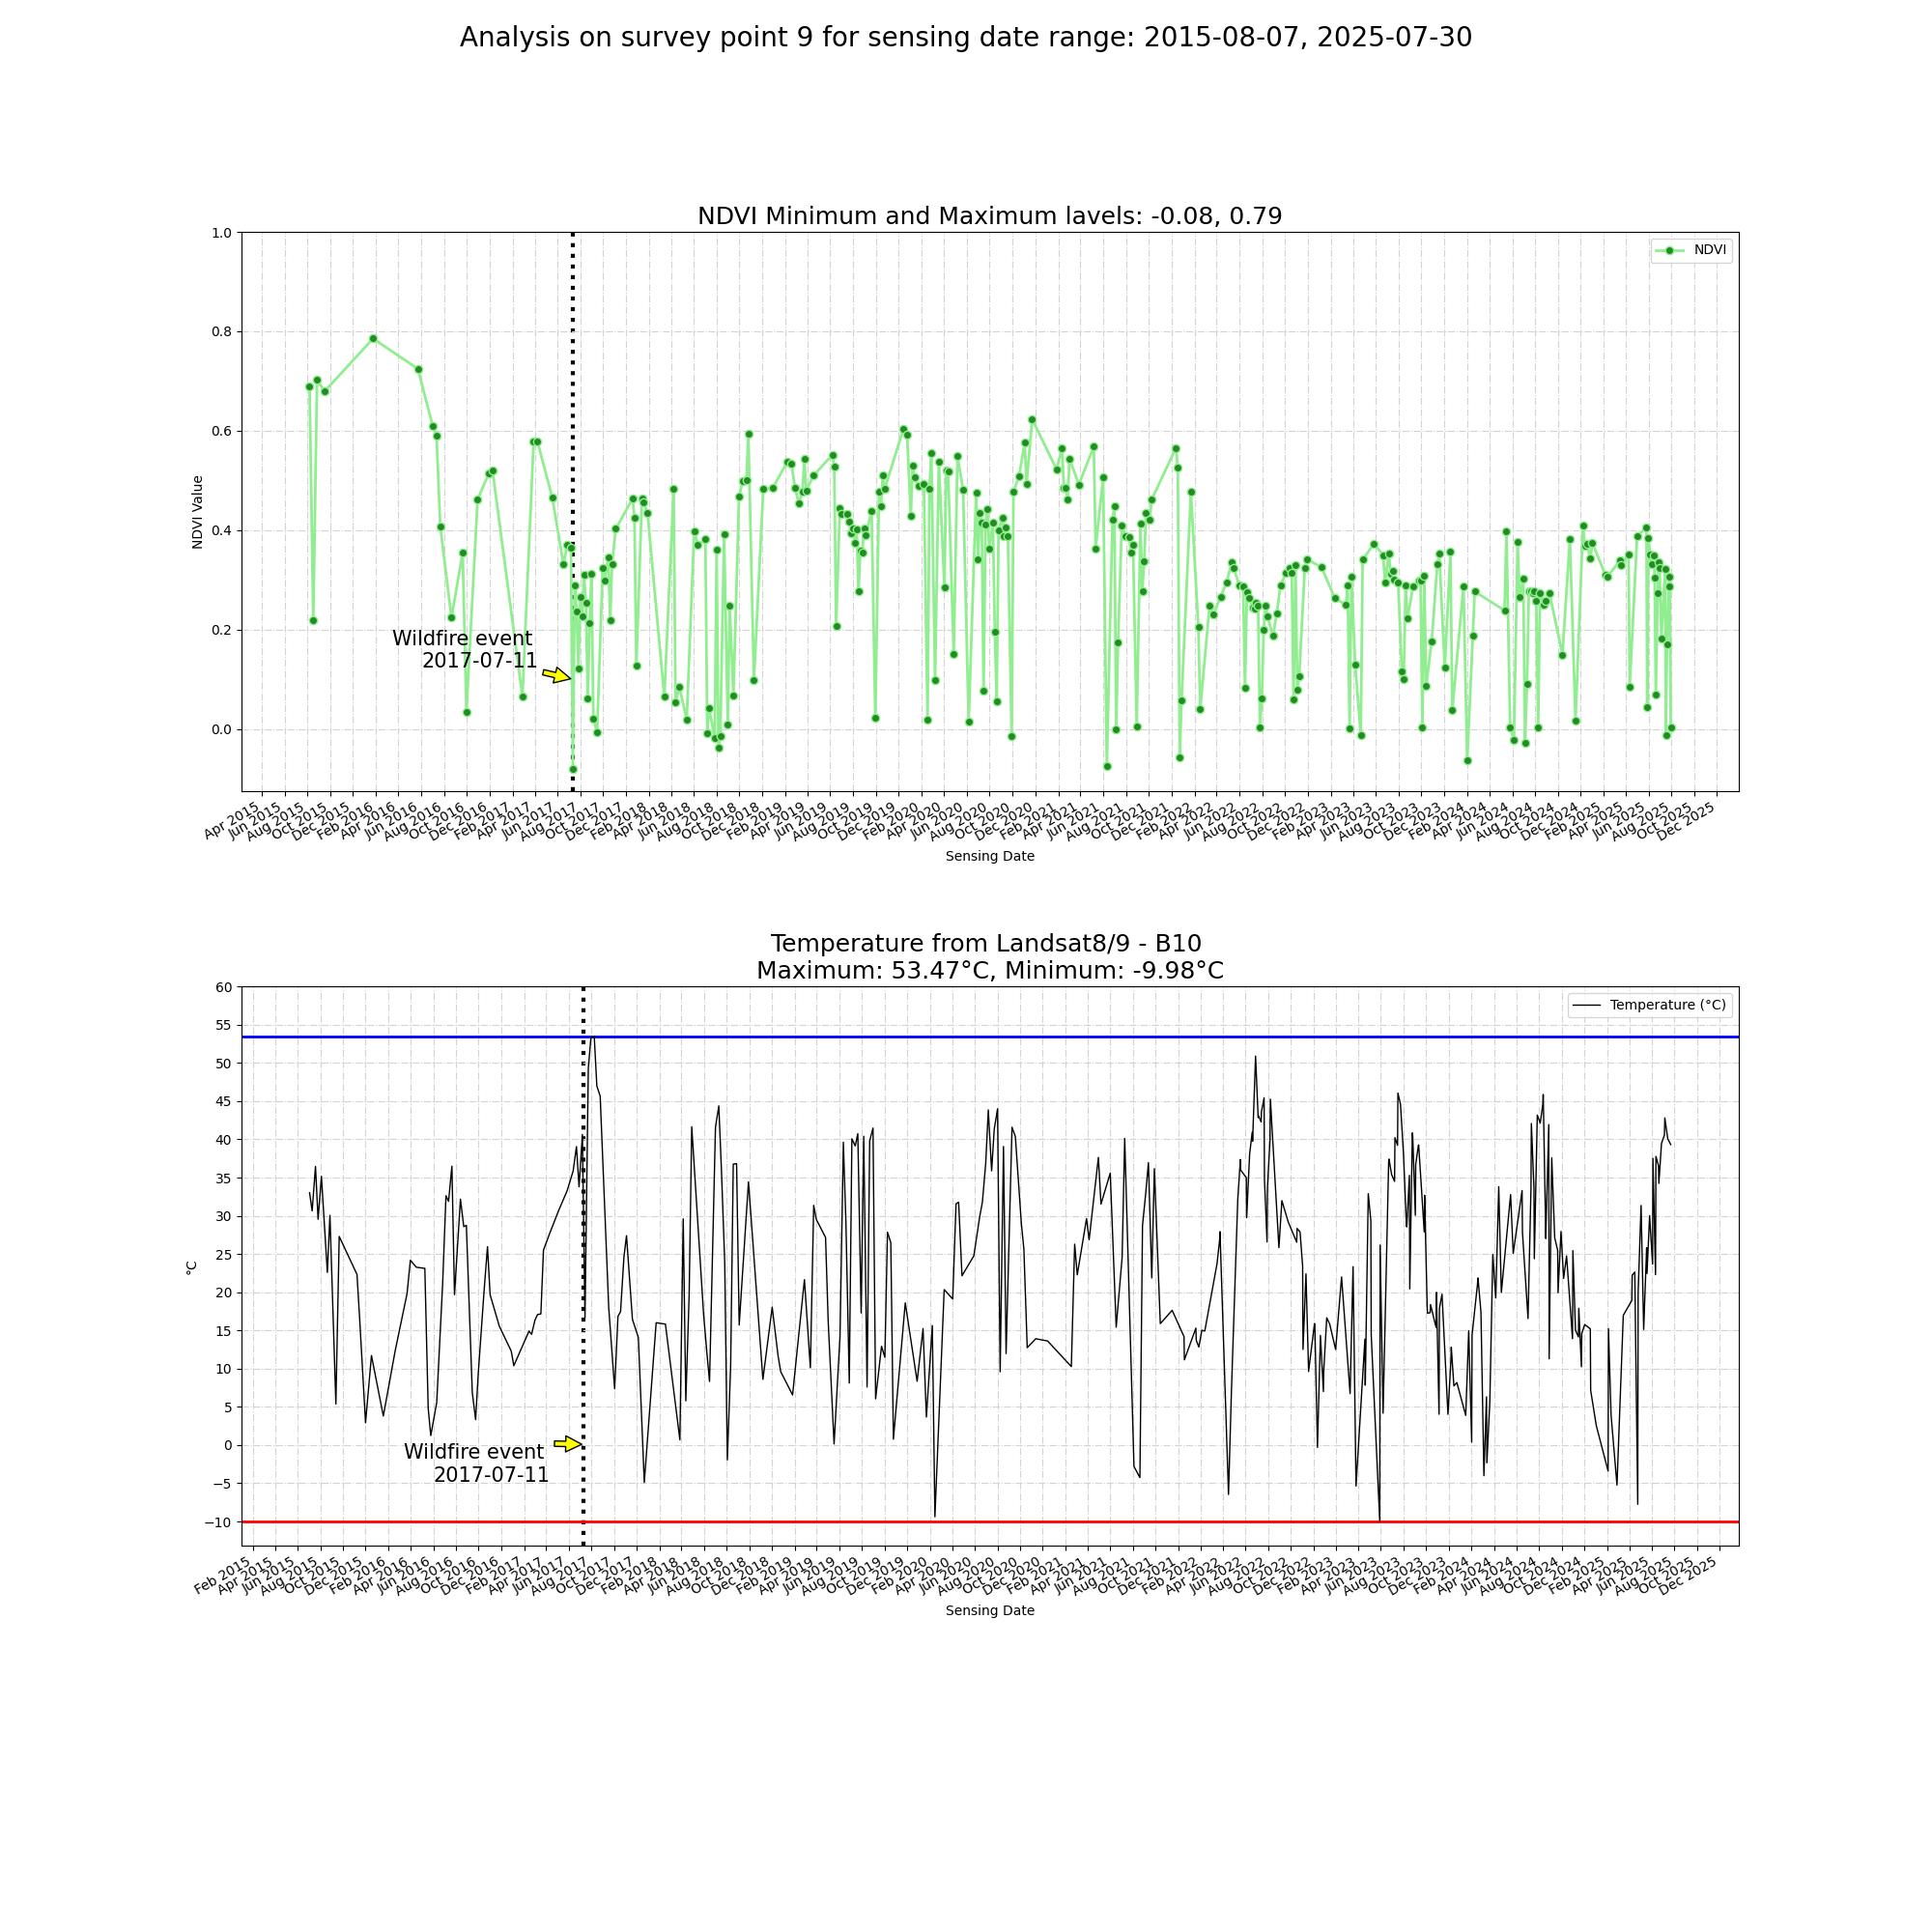 Analysis on survey point 9 for sensing date range: 2015-08-07, 2025-07-30
NDVI Minimum and Maximum lavels: -0.08, 0.79
NDVI
1.0
0.8
0.6
0.4
0.2
0.0
NDVI Value
Wildfire event
2017-07-11
Apr 2015 Jun 2015 Aug 2015 Oct 2015 Dec 2015 Feb 2016 Apr 2016 Jun 2016 Aug 2016 Oct 2016 Dec 2016 Feb 2017 Apr 2017 Jun 2017 Aug 2017 Oct 2017 Dec 2017 Feb 2018 Apr 2018 Jun 2018 Aug 2018 Oct 2018 Dec 2018 Feb 2019 Apr 2019 Jun 2019 Aug 2019 Oct 2019 Dec 2019 Feb 2020 Apr 2020 Jun 2020 Aug 2020 Oct 2020 Dec 2020 Feb 2021 Apr 2021 Jun 2021 Aug 2021 Oct 2021 Dec 2021 Feb 2022 Apr 2022 Jun 2022 Aug 2022 Oct 2022 Dec 2022 Feb 2023 Apr 2023 Jun 2023 Aug 2023 Oct 2023 Dec 2023 Feb 2024 Apr 2024 Jun 2024 Aug 2024 Oct 2024 Dec 2024 Feb 2025 Apr 2025 Jun 2025 Aug 2025 Oct 2025 Dec 2025
Sensing Date
Temperature from Landsat8/9 - B10
Maximum: 53.47°C, Minimum: -9.98°C
Temperature (°C)
60
55
50
45
40
35
30
25
20
15
10
5
0
−5
−10
°C
Wildfire event
2017-07-11
Feb 2015 Apr 2015 Jun 2015 Aug 2015 Oct 2015 Dec 2015 Feb 2016 Apr 2016 Jun 2016 Aug 2016 Oct 2016 Dec 2016 Feb 2017 Apr 2017 Jun 2017 Aug 2017 Oct 2017 Dec 2017 Feb 2018 Apr 2018 Jun 2018 Aug 2018 Oct 2018 Dec 2018 Feb 2019 Apr 2019 Jun 2019 Aug 2019 Oct 2019 Dec 2019 Feb 2020 Apr 2020 Jun 2020 Aug 2020 Oct 2020 Dec 2020 Feb 2021 Apr 2021 Jun 2021 Aug 2021 Oct 2021 Dec 2021 Feb 2022 Apr 2022 Jun 2022 Aug 2022 Oct 2022 Dec 2022 Feb 2023 Apr 2023 Jun 2023 Aug 2023 Oct 2023 Dec 2023 Feb 2024 Apr 2024 Jun 2024 Aug 2024 Oct 2024 Dec 2024 Feb 2025 Apr 2025 Jun 2025 Aug 2025 Oct 2025 Dec 2025
Sensing Date